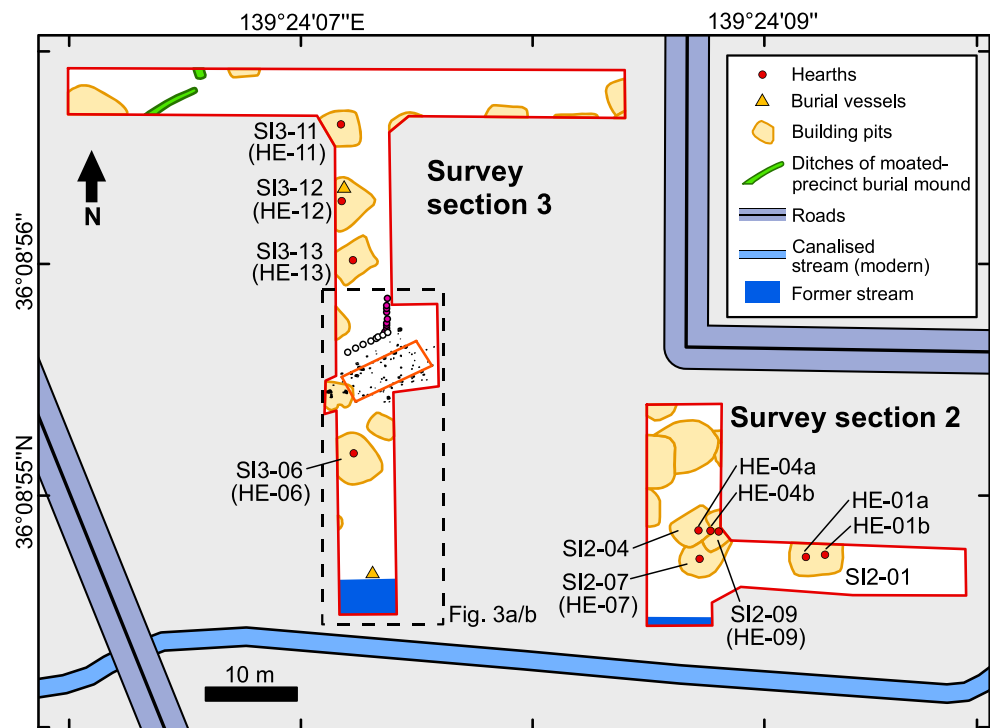 139°24'07"E
139°24'09"
36°08'56"
36°08'55"N
N
SI3-11
(HE-11)
SI3-12
(HE-12)
SI3-13
(HE-13)
Survey
section 3
SI3-06
(HE-06)
Fig. 3a/b
10 m
Hearths
Burial vessels
Building pits
Ditches of moated-
precinct burial mound
Roads
Canalised
stream (modern)
Former stream
Survey section 2
HE-04a
HE-04b
HE-01a
HE-01b
SI2-04
SI2-07
(HE-07)
SI2-01
SI2-09
(HE-09)